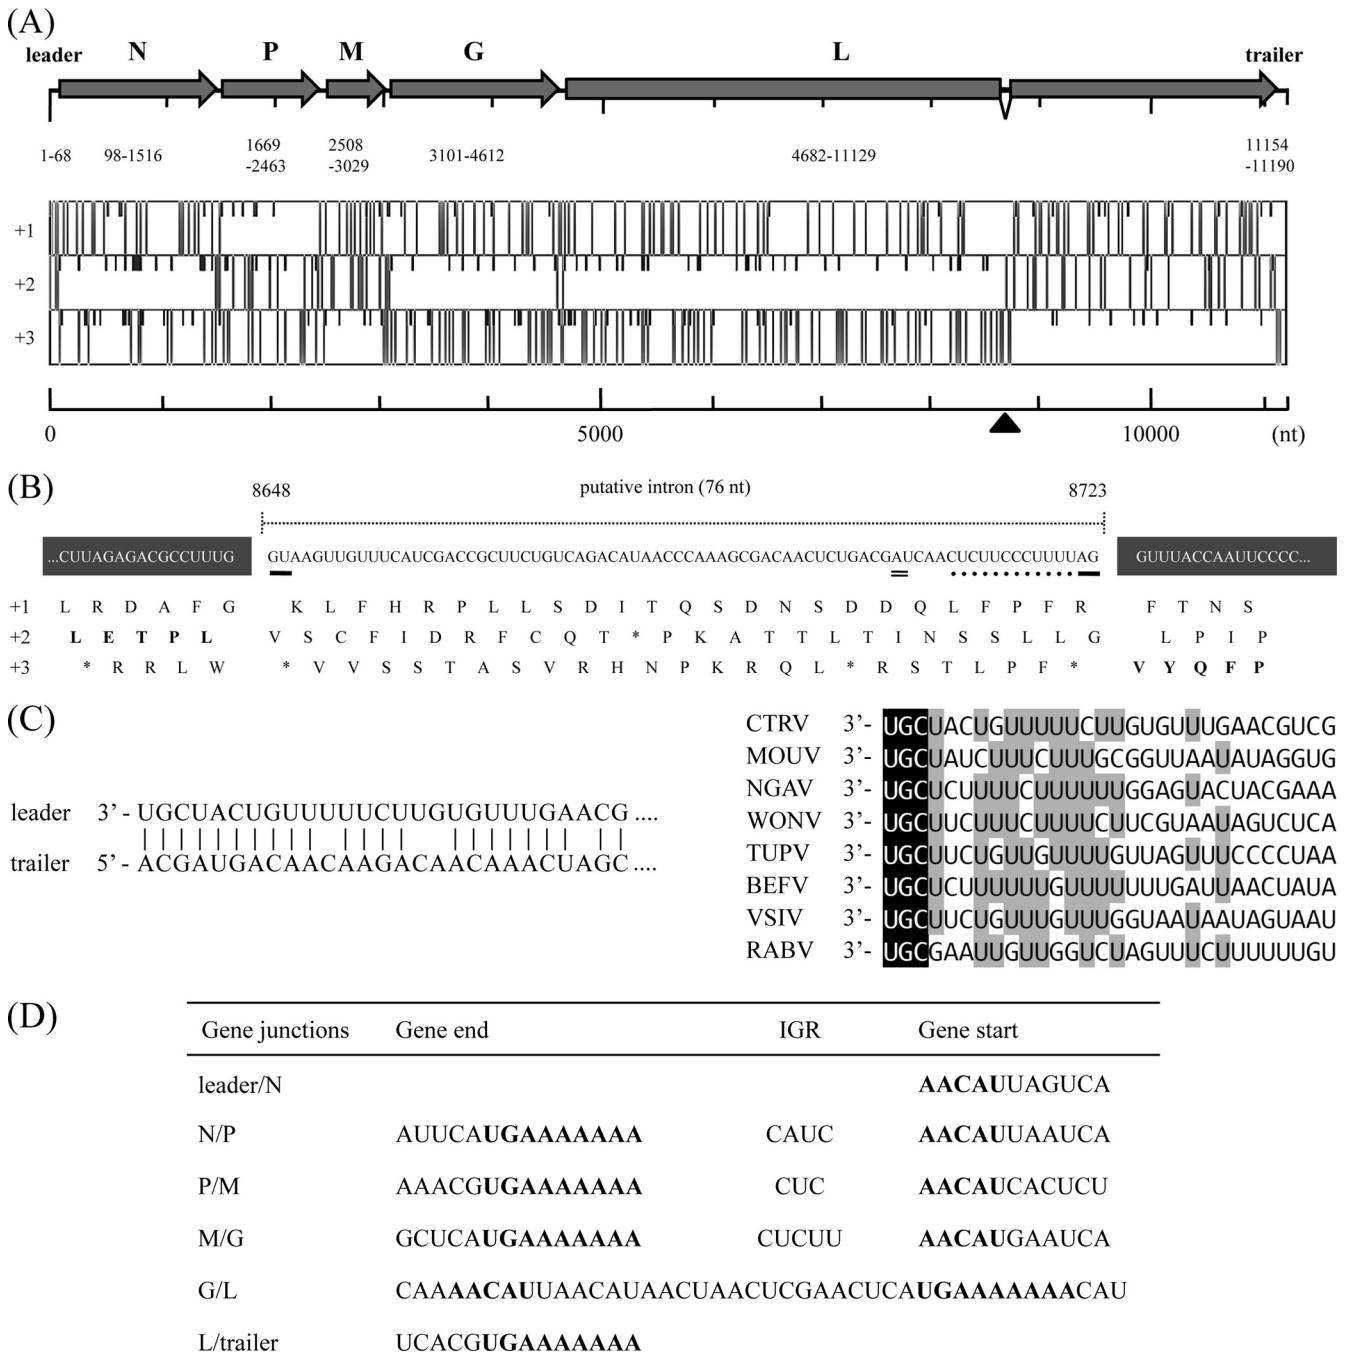 (A)
leader N P M G L trailer
1-68 98-1516 1669 -2463 2508 -3029 3101-4612 4682-11129 11154 -11190
+1
+2
+3
0 5000 10000 (nt)
(B)
8648 putative intron (76 nt) 8723
...CUUAGAGACGCCUUUG GUAAGUUGUUUCAUCGACCGCUUCUGUCAGACAUAACCCAAAGCGACAACUCUGACGAUCAACUCUUCCCUUUUAG GUUUACCAAUUCCCC...
+1 L R D A F G K L F H R P L L S D I T Q S D N S D D Q L F P F R F T N S
+2 L E T P L V S C F I D R F C Q T * P K A T T L T I N S S L L G L P I P
+3 * R R L W * V V S S T A S V R H N P K R Q L * R S T L P F * V Y Q F P
(C)
leader 3’ - UGCUACUGUUUUUCUUGUGUUUGAACG ....
trailer 5’ - ACGAUGACAACAAGACAACAAACUAGC ....
CTRV 3’- UGCUACUGUUUUUCUUGUGUUUGAACGUCG
MOUV 3’- UGCUAUCUUUCUUUGCGGUUAAUAUAGGUG
NGAV 3’- UGCUCUUUUCUUUUUUGGAGUACUACGAAA
WONV 3’- UGCUUCUUUCUUUUCUUCGUAAUAGUCUCA
TUPV 3’- UGCUUCUGUUGUUUUGUUAGUUUCCCCUAA
BEFV 3’- UGCUCUUUUUUGUUUUUUUGAUUAACUAUA
VSIV 3’- UGCUUCUGUUUGUUUGGUAAUAAUAGUAAU
RABV 3’- UGCGAAUUGUUGGUCUAGUUUCUUUUUUGU
(D)
Gene junctions Gene end IGR Gene start
leader/N AACAUUAGUCA
N/P AUUCAUGAAAAAAA CAUC AACAUUAAUCA
P/M AAACGUGAAAAAAA CUC AACAUCACUCU
M/G GCUCAUGAAAAAAA CUCUU AACAUGAAUCA
G/L CAAAACAUUAACAUAACUAACUCGAACUCAUGAAAAAAACAU
L/trailer UCACGUGAAAAAAA